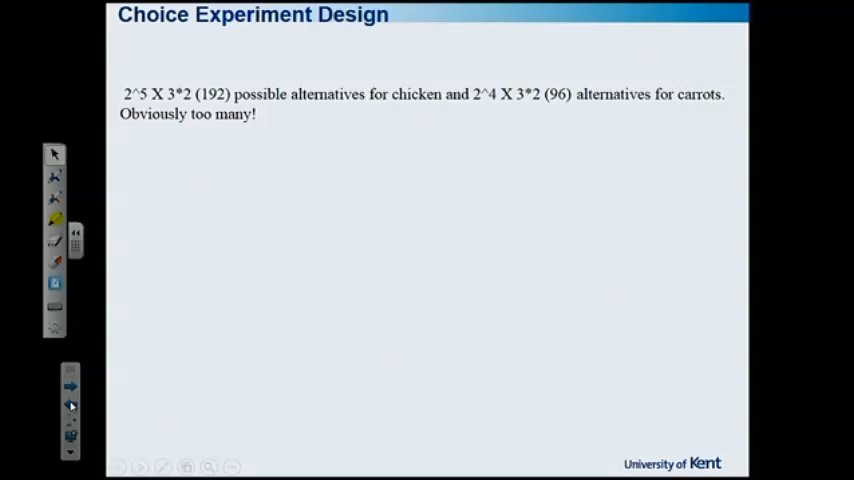 Choice Experiment Design
2^5 X 3*2 (192) possible alternatives for chicken and 2^4 X 3*2 (96) alternatives for carrots.
Obviously too many!
University of Kent